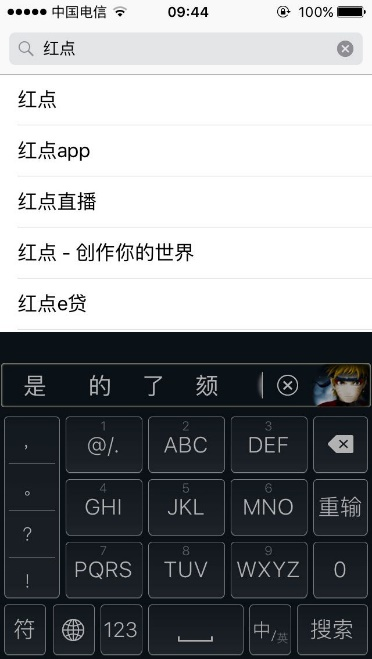 中国电信 09:44 100%
红点
红点
红点app
红点直播
红点 - 创作你的世界
红点e贷
是 的 了 颏
, 1 @/. 2 ABC 3 DEF
。 4 GHI 5 JKL 6 MNO 重输
? 7 PQRS 8 TUV 9 WXYZ 0
!
符 123 中/英 搜索